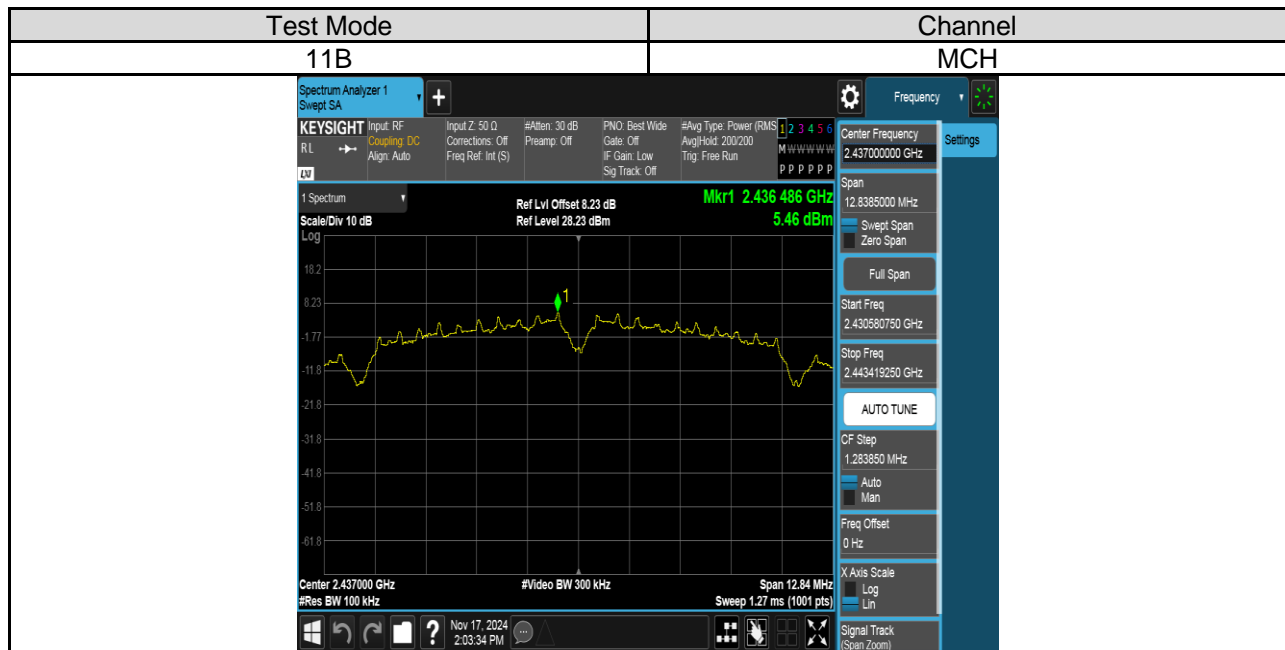 Test Mode Channel
11B MCH
Spectrum Analyzer 1
Swept SA
+
Frequency
KEYSIGHT
RL
LXI
Input: RF
Coupling: DC
Align: Auto
Input Z: 50 Ω
Corrections: Off
Freq Ref: Int (S)
#Atten: 30 dB
Preamp: Off
PNO: Best Wide
Gate: Off
IF Gain: Low
Sig Track: Off
#Avg Type: Power (RMS
Avg|Hold: 200/200
Trig: Free Run
1 2 3 4 5 6
M W W W W W
P P P P P P
1 Spectrum
Scale/Div 10 dB
Log
Ref Lvl Offset 8.23 dB
Ref Level 28.23 dBm
Mkr1 2.436 486 GHz
5.46 dBm
18.2
8.23
-1.77
-11.8
-21.8
-31.8
-41.8
-51.8
-61.8
1
Center 2.437000 GHz
#Res BW 100 kHz
#Video BW 300 kHz
Span 12.84 MHz
Sweep 1.27 ms (1001 pts)
?
Nov 17, 2024
2:03:34 PM
Center Frequency
2.437000000 GHz
Settings
Span
12.8385000 MHz
Swept Span
Zero Span
Full Span
Start Freq
2.430580750 GHz
Stop Freq
2.443419250 GHz
AUTO TUNE
CF Step
1.283850 MHz
Auto
Man
Freq Offset
0 Hz
X Axis Scale
Log
Lin
Signal Track
(Span Zoom)